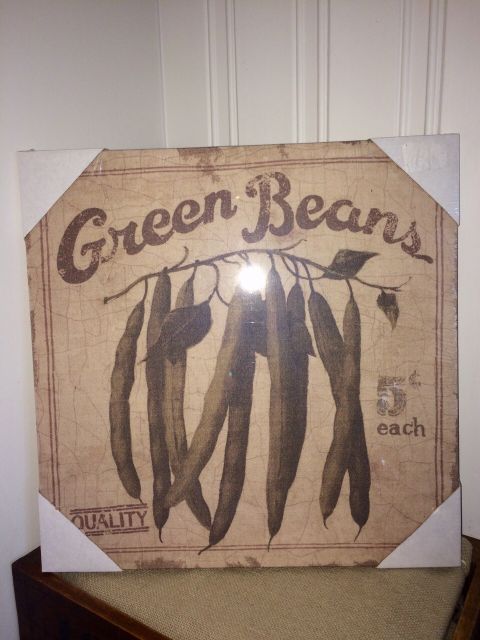 Green Beans
5¢
each
QUALITY